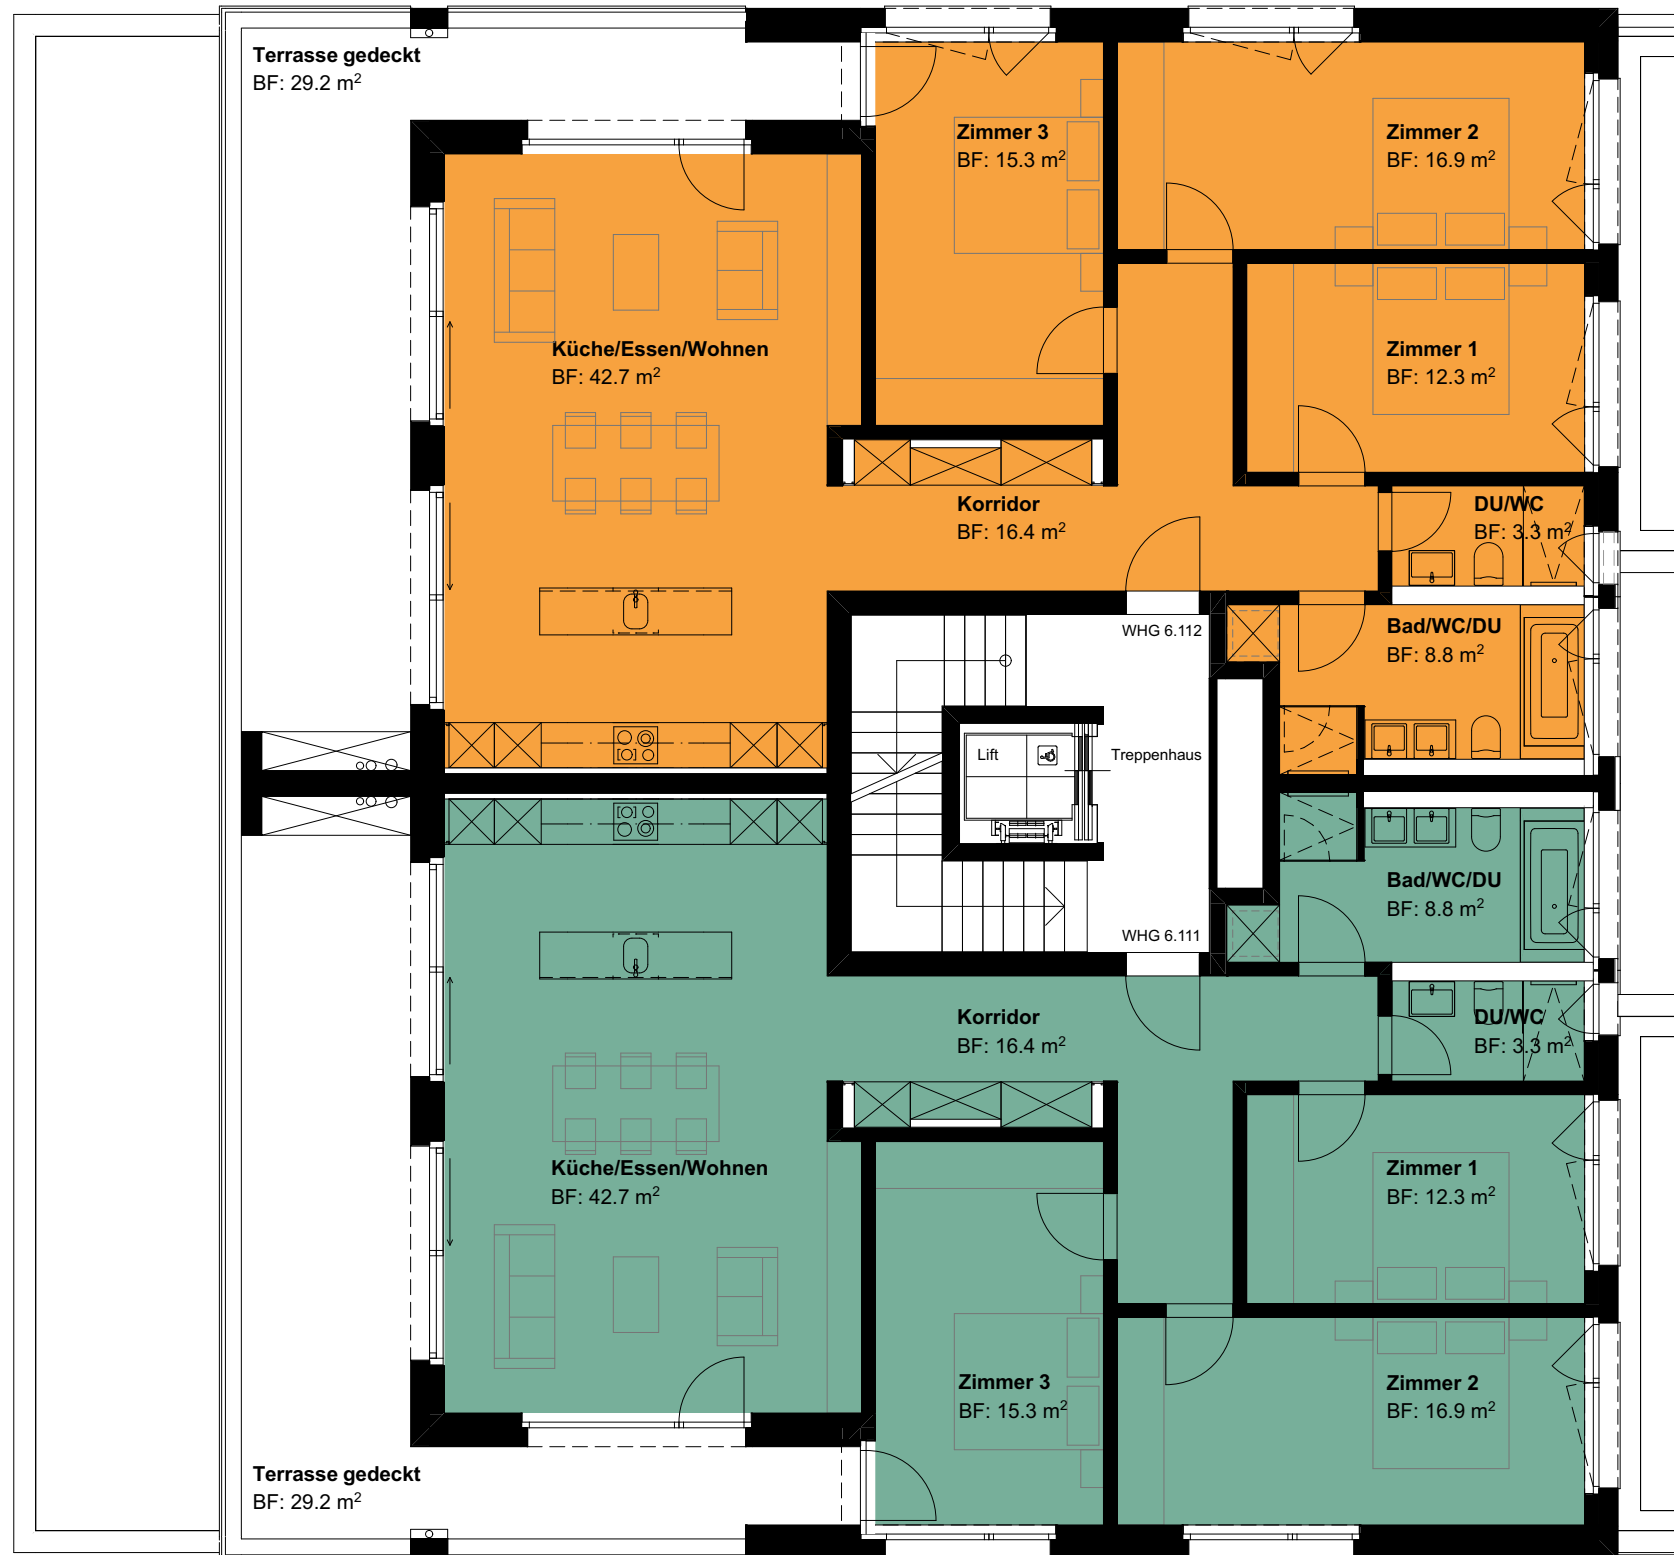 Terrasse gedeckt
BF: 29.2 m²
Zimmer 3
BF: 15.3 m²
Zimmer 2
BF: 16.9 m²
Küche/Essen/Wohnen
BF: 42.7 m²
Zimmer 1
BF: 12.3 m²
Korridor
BF: 16.4 m²
DU/WC
BF: 3.3 m²
WHG 6.112
Bad/WC/DU
BF: 8.8 m²
Lift
Treppenhaus
Bad/WC/DU
BF: 8.8 m²
WHG 6.111
Korridor
BF: 16.4 m²
DU/WC
BF: 3.3 m²
Küche/Essen/Wohnen
BF: 42.7 m²
Zimmer 1
BF: 12.3 m²
Zimmer 3
BF: 15.3 m²
Zimmer 2
BF: 16.9 m²
Terrasse gedeckt
BF: 29.2 m²